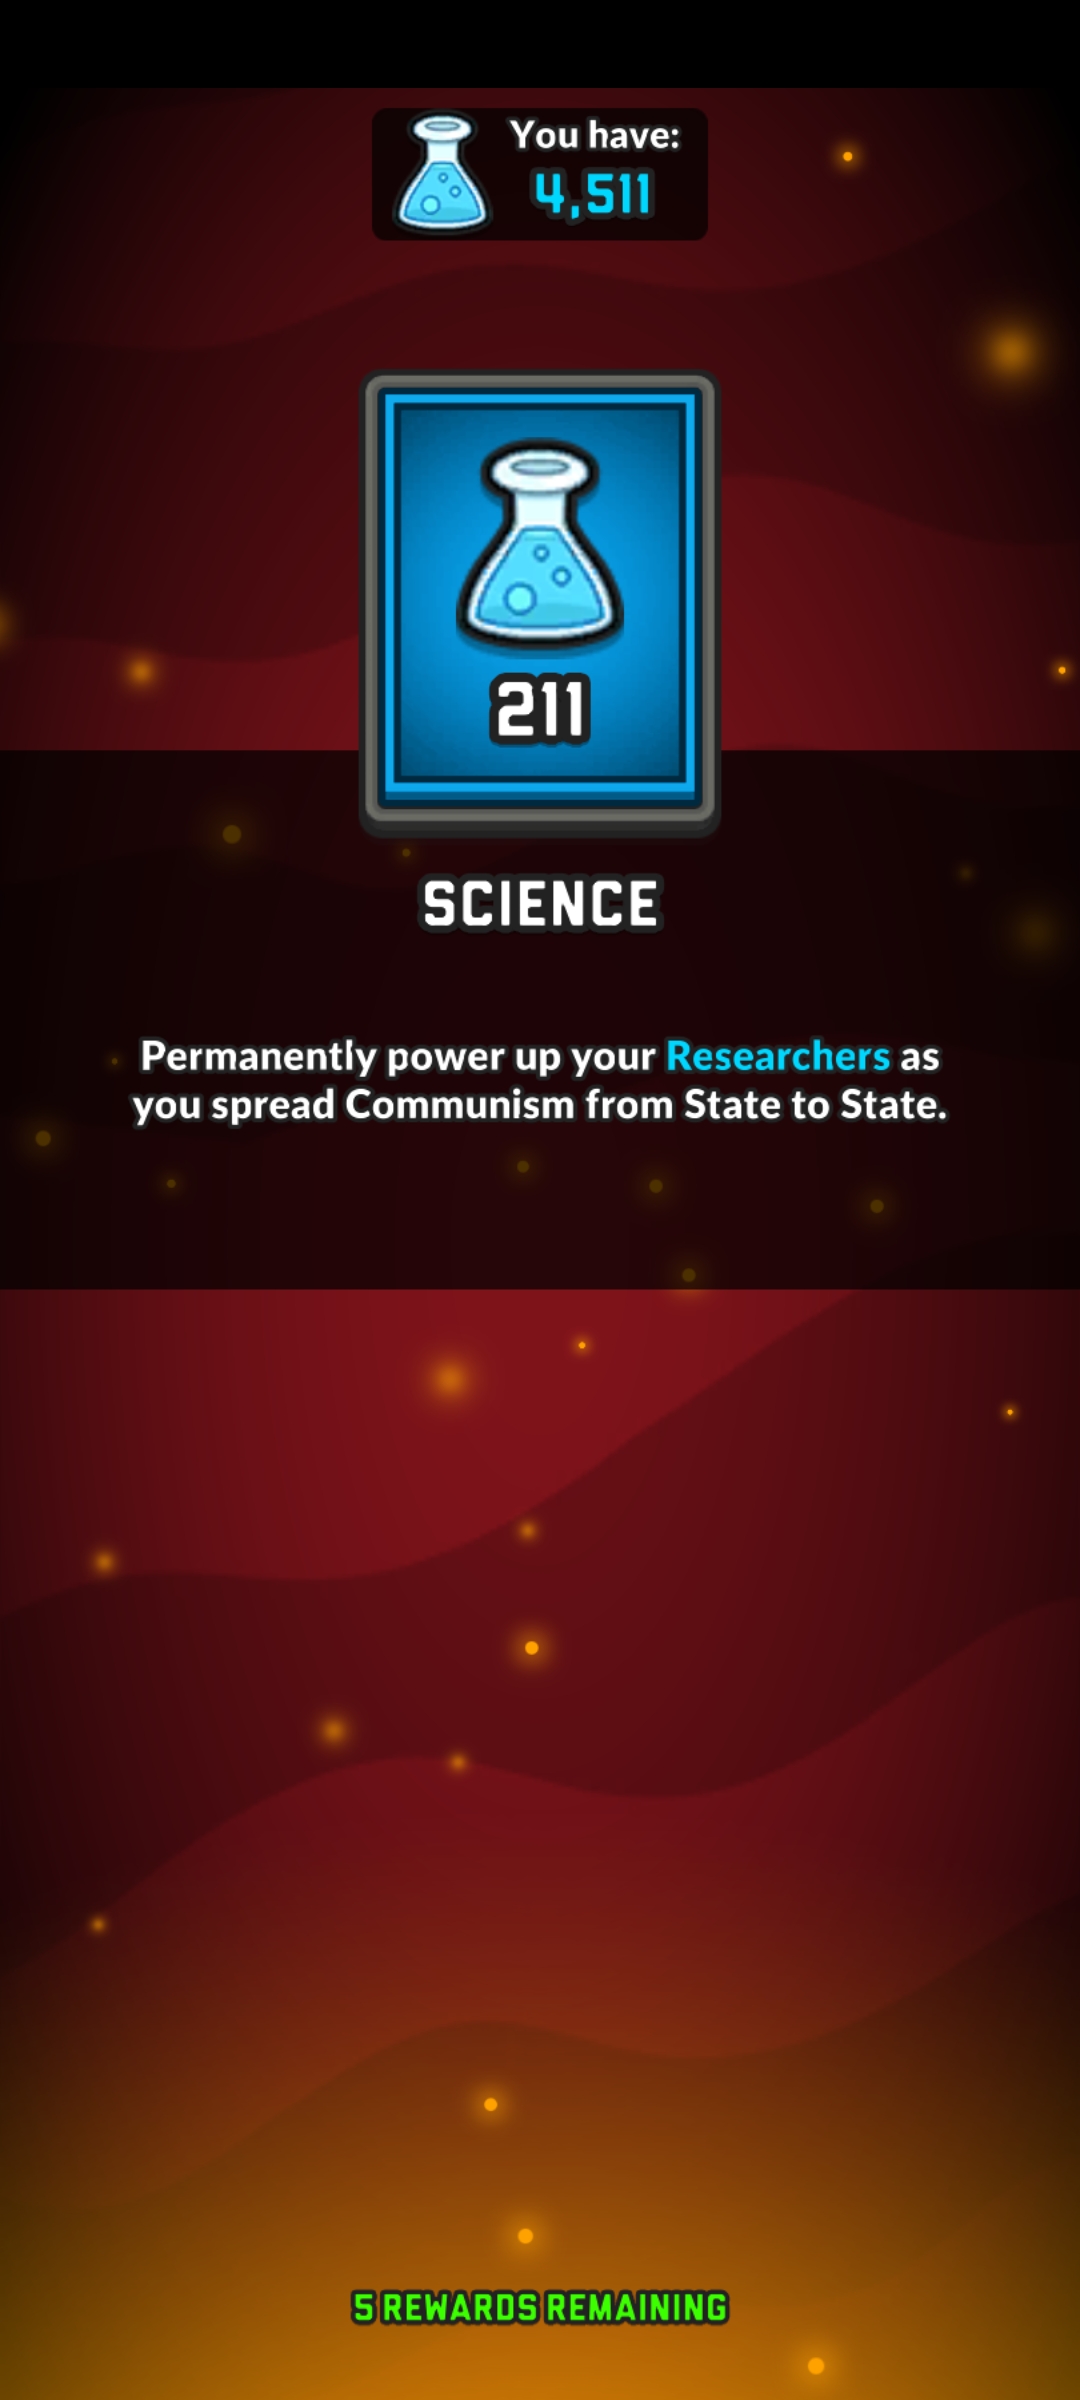 You have:
4,511
211
SCIENCE
Permanently power up your Researchers as
you spread Communism from State to State.
5 REWARDS REMAINING